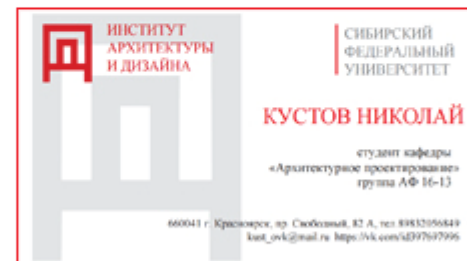 ИНСТИТУТ
АРХИТЕКТУРЫ
И ДИЗАЙНА
СИБИРСКИЙ
ФЕДЕРАЛЬНЫЙ
УНИВЕРСИТЕТ
КУСТОВ НИКОЛАЙ
студент кафедры
«Архитектурное проектирование»
группа АФ 16-13
660041 г. Красноярск, пр. Свободный, 82 А, тел 89832056849
kust_ovk@mail.ru https://vk.com/id397697996